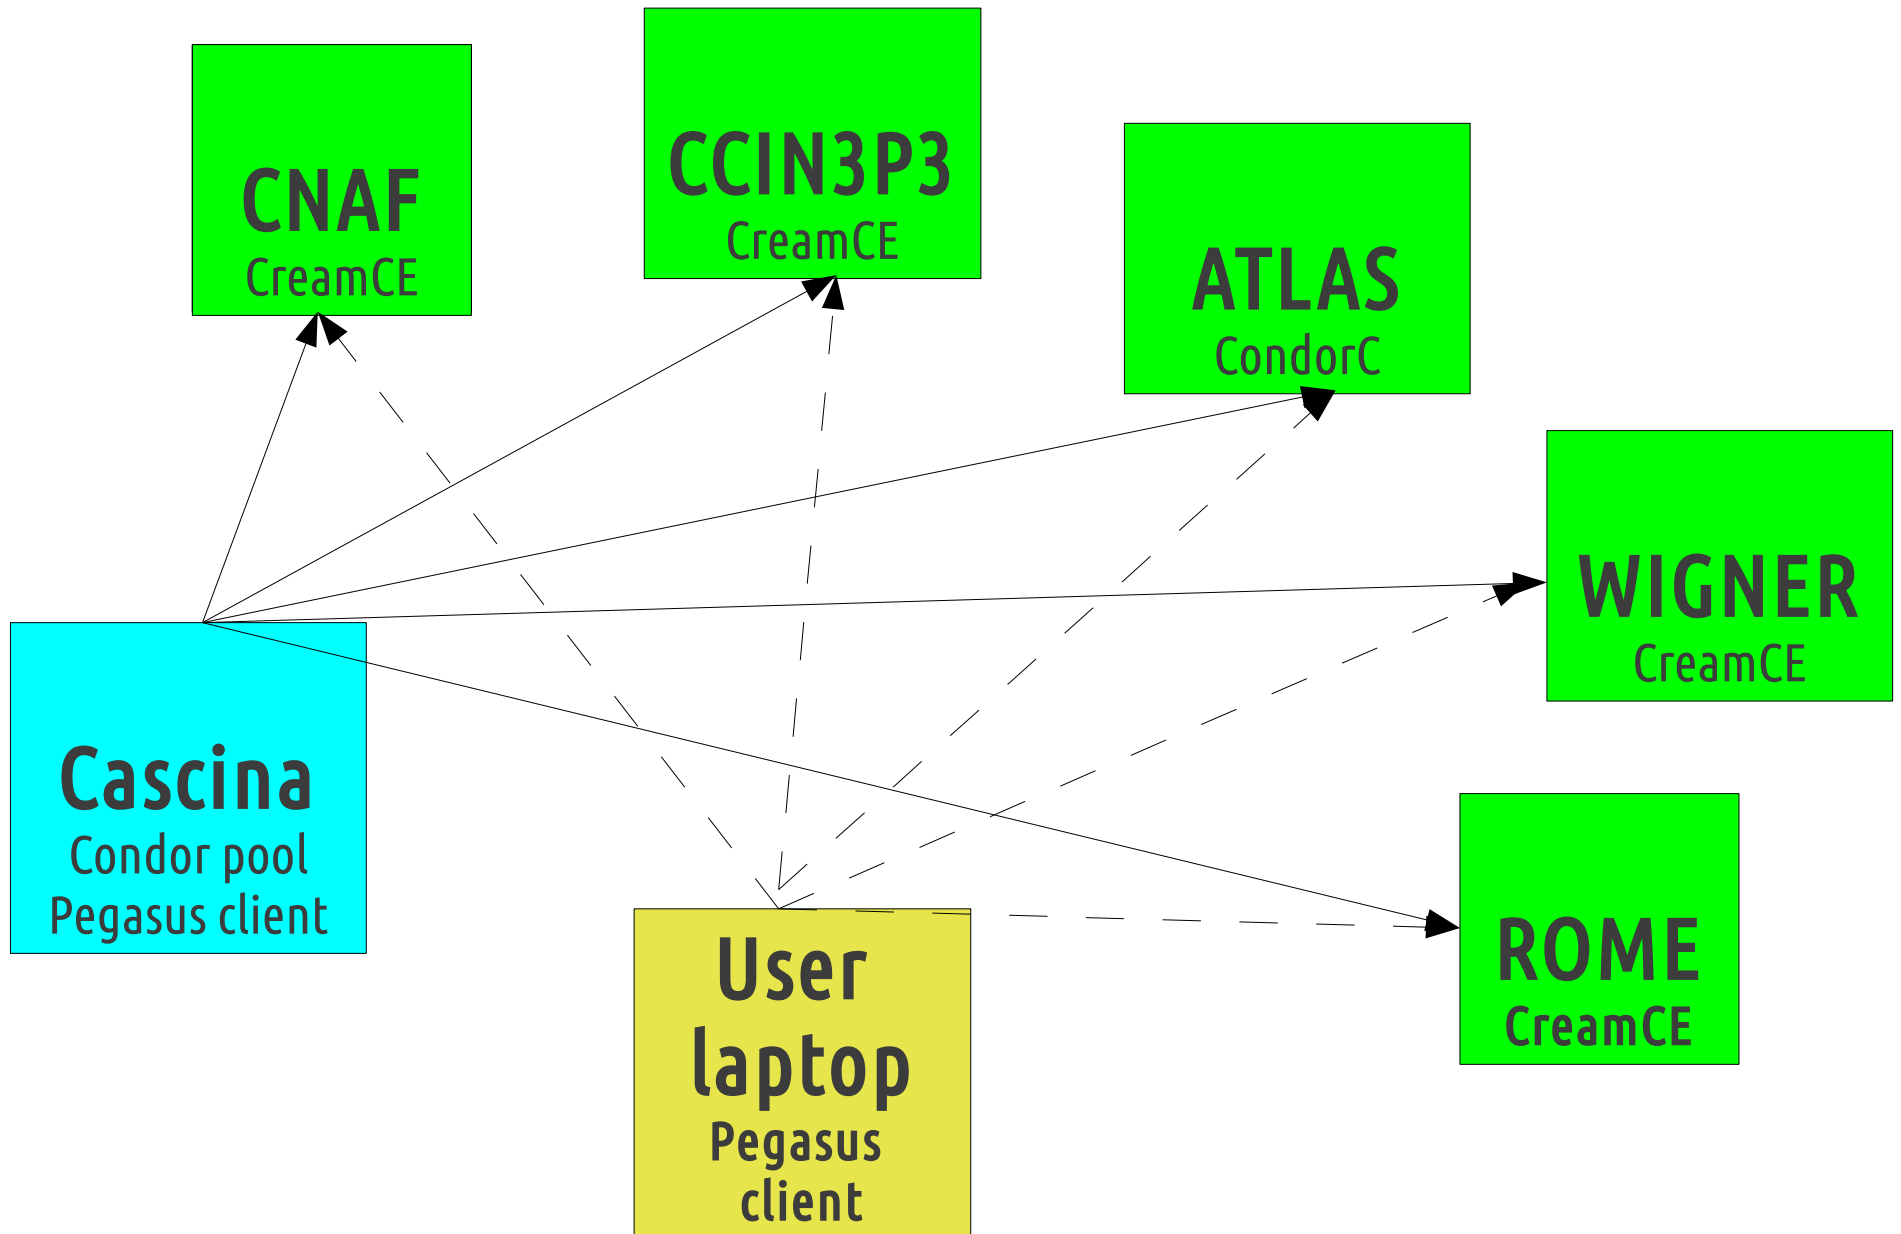 CNAF
CreamCE
CCIN3P3
CreamCE
ATLAS
CondorC
WIGNER
CreamCE
Cascina
Condor pool
Pegasus client
ROME
CreamCE
User
laptop
Pegasus
client